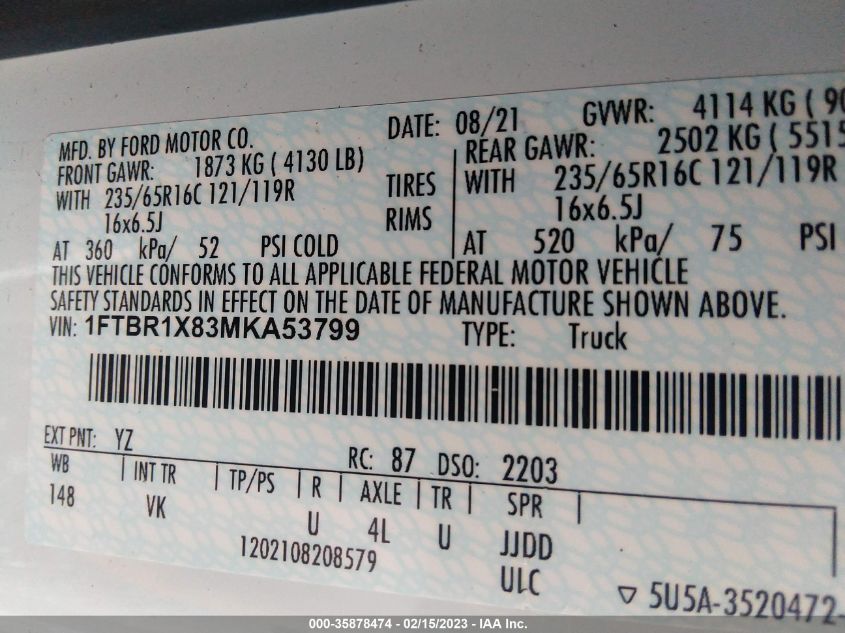 MFD. BY FORD MOTOR CO. DATE: 08/21 GVWR: 4114 KG ( 90
FRONT GAWR: 1873 KG ( 4130 LB) REAR GAWR: 2502 KG ( 5515
WITH 235/65R16C 121/119R TIRES WITH 235/65R16C 121/119R
16x6.5J RIMS 16x6.5J
AT 360 kPa/ 52 PSI COLD AT 520 kPa/ 75 PSI
THIS VEHICLE CONFORMS TO ALL APPLICABLE FEDERAL MOTOR VEHICLE
SAFETY STANDARDS IN EFFECT ON THE DATE OF MANUFACTURE SHOWN ABOVE.
VIN: 1FTBR1X83MKA53799 TYPE: Truck
EXT PNT: YZ RC: 87 DSO: 2203
WB INT TR TP/PS R AXLE TR SPR
148 VK U 4L U JJDD
1202108208579 ULC
5U5A-3520472-
000-35878474 - 02/15/2023 - IAA Inc.